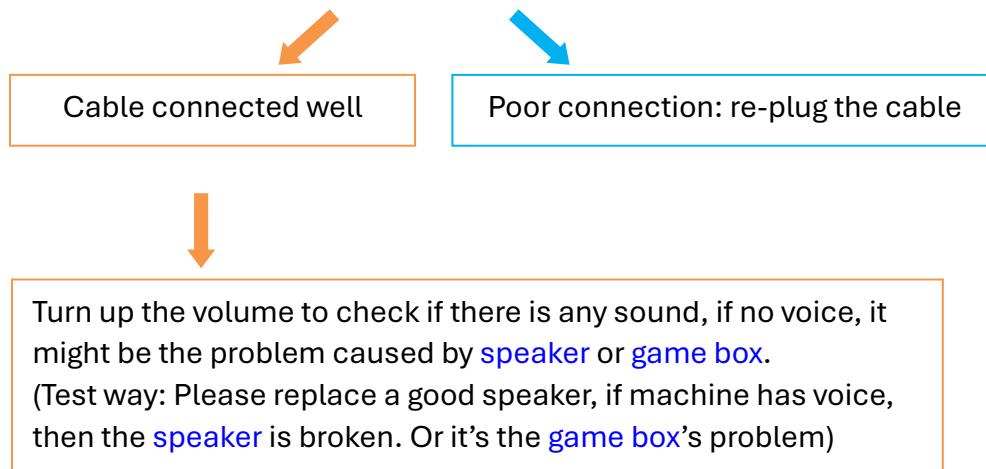 Cable connected well
Poor connection: re-plug the cable
Turn up the volume to check if there is any sound, if no voice, it
might be the problem caused by speaker or game box.
(Test way: Please replace a good speaker, if machine has voice,
then the speaker is broken. Or it’s the game box’s problem)